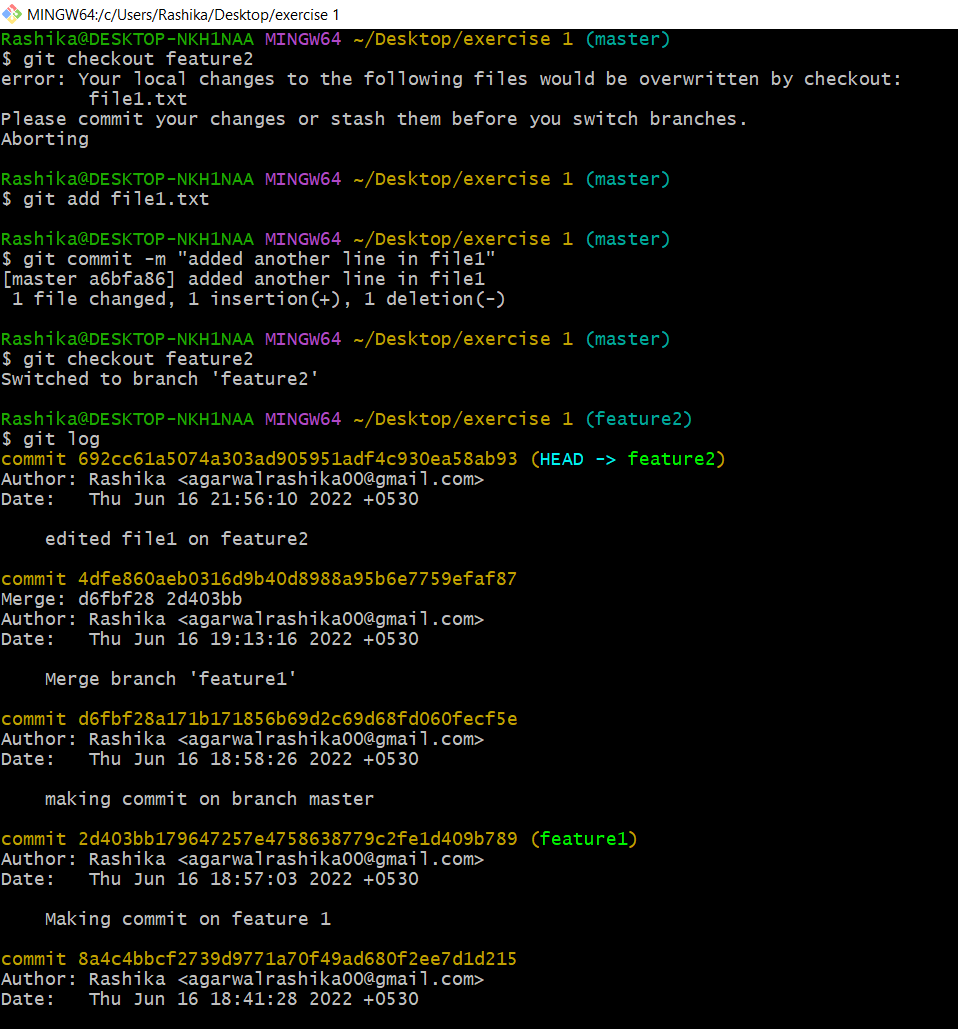 MINGW64:/c/Users/Rashika/Desktop/exercise 1
Rashika@DESKTOP-NKH1NAA MINGW64 ~/Desktop/exercise 1 (master)
$ git checkout feature2
error: Your local changes to the following files would be overwritten by checkout:
        file1.txt
Please commit your changes or stash them before you switch branches.
Aborting
Rashika@DESKTOP-NKH1NAA MINGW64 ~/Desktop/exercise 1 (master)
$ git add file1.txt
Rashika@DESKTOP-NKH1NAA MINGW64 ~/Desktop/exercise 1 (master)
$ git commit -m "added another line in file1"
[master a6bfa86] added another line in file1
 1 file changed, 1 insertion(+), 1 deletion(-)
Rashika@DESKTOP-NKH1NAA MINGW64 ~/Desktop/exercise 1 (master)
$ git checkout feature2
Switched to branch 'feature2'
Rashika@DESKTOP-NKH1NAA MINGW64 ~/Desktop/exercise 1 (feature2)
$ git log
commit 692cc61a5074a303ad905951adf4c930ea58ab93 (HEAD -> feature2)
Author: Rashika <agarwalrashika00@gmail.com>
Date:   Thu Jun 16 21:56:10 2022 +0530
    edited file1 on feature2
commit 4dfe860aeb0316d9b40d8988a95b6e7759efaf87
Merge: d6fbf28 2d403bb
Author: Rashika <agarwalrashika00@gmail.com>
Date:   Thu Jun 16 19:13:16 2022 +0530
    Merge branch 'feature1'
commit d6fbf28a171b171856b69d2c69d68fd060fecf5e
Author: Rashika <agarwalrashika00@gmail.com>
Date:   Thu Jun 16 18:58:26 2022 +0530
    making commit on branch master
commit 2d403bb179647257e4758638779c2fe1d409b789 (feature1)
Author: Rashika <agarwalrashika00@gmail.com>
Date:   Thu Jun 16 18:57:03 2022 +0530
    Making commit on feature 1
commit 8a4c4bbcf2739d9771a70f49ad680f2ee7d1d215
Author: Rashika <agarwalrashika00@gmail.com>
Date:   Thu Jun 16 18:41:28 2022 +0530